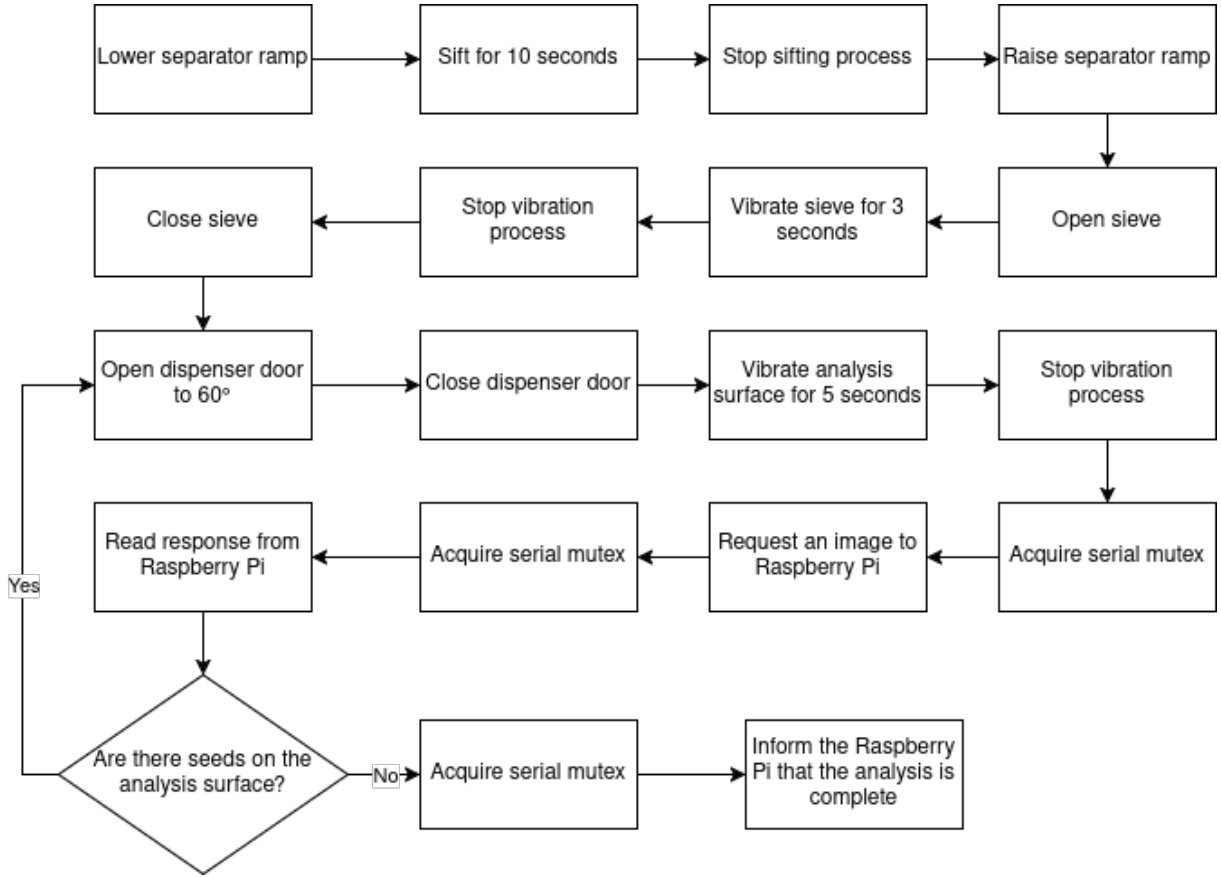 Lower separator ramp
Sift for 10 seconds
Stop sifting process
Raise separator ramp
Close sieve
Stop vibration
process
Vibrate sieve for 3
seconds
Open sieve
Open dispenser door
to 60º
Close dispenser door
Vibrate analysis
surface for 5 seconds
Stop vibration
process
Read response from
Raspberry Pi
Acquire serial mutex
Request an image to
Raspberry Pi
Acquire serial mutex
Yes
Are there seeds on the
analysis surface?
No
Acquire serial mutex
Inform the Raspberry
Pi that the analysis is
complete